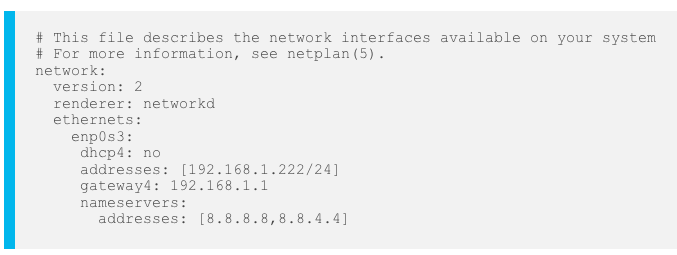 # This file describes the network interfaces available on your system
# For more information, see netplan(5).
network:
  version: 2
  renderer: networkd
  ethernets:
    enp0s3:
     dhcp4: no
     addresses: [192.168.1.222/24]
     gateway4: 192.168.1.1
     nameservers:
       addresses: [8.8.8.8,8.8.4.4]